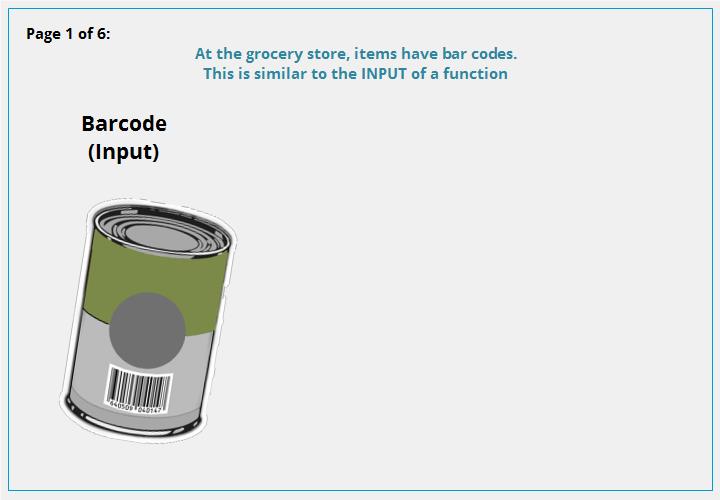 Page 1 of 6:
At the grocery store, items have bar codes.
This is similar to the INPUT of a function
Barcode
(Input)
640509 040147